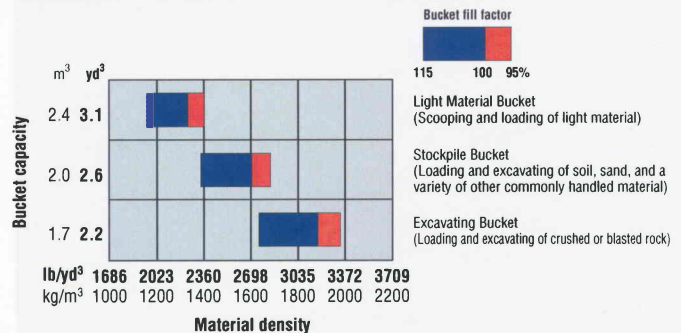 Bucket fill factor
115 100 95%
m³ yd³
Bucket capacity
2.4 3.1
Light Material Bucket
(Scooping and loading of light material)
2.0 2.6
Stockpile Bucket
(Loading and excavating of soil, sand, and a
variety of other commonly handled material)
1.7 2.2
Excavating Bucket
(Loading and excavating of crushed or blasted rock)
lb/yd³ 1686 2023 2360 2698 3035 3372 3709
kg/m³ 1000 1200 1400 1600 1800 2000 2200
Material density